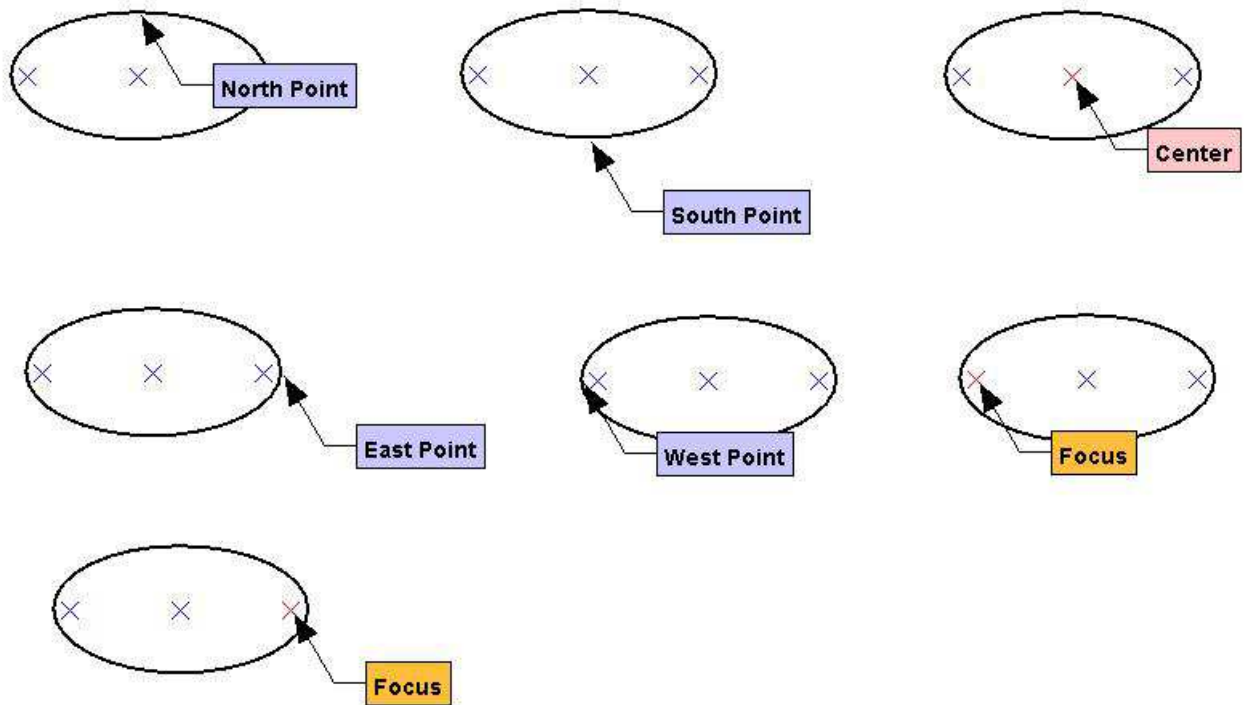 North Point
South Point
Center
East Point
West Point
Focus
Focus